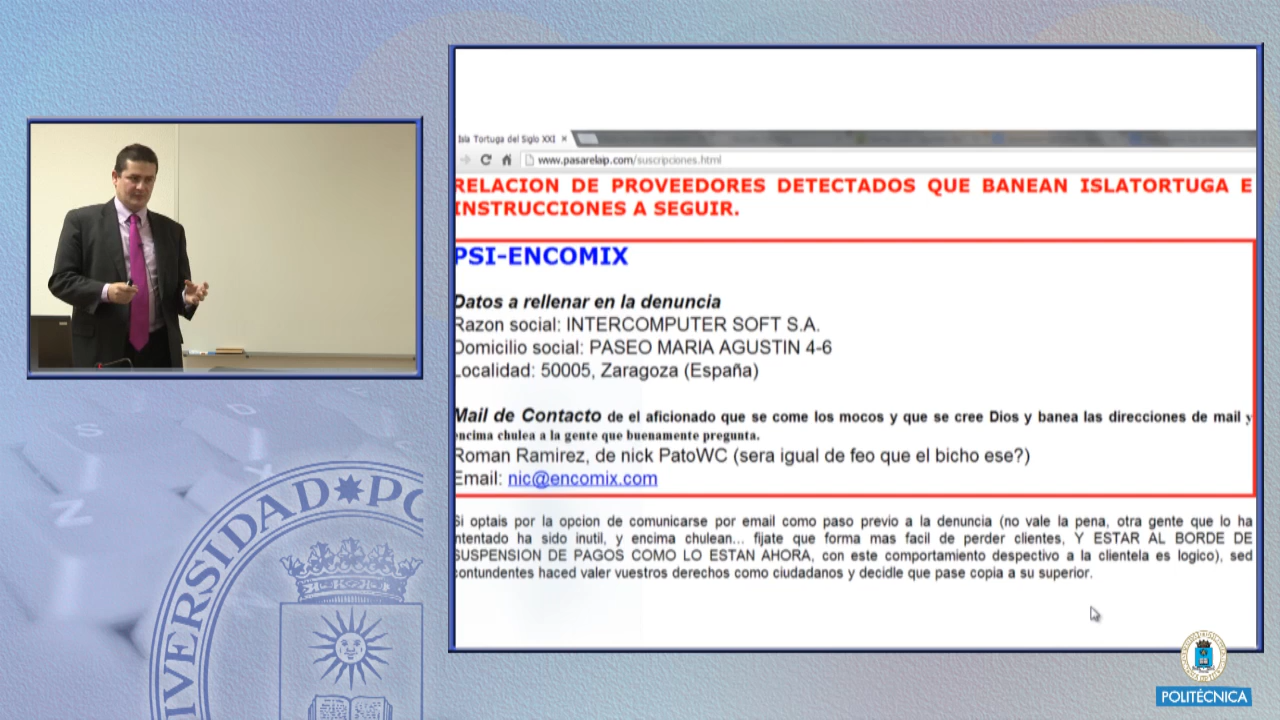 Isla Tortuga del Siglo XXI
www.pasarelaip.com/suscripciones.html
RELACION DE PROVEEDORES DETECTADOS QUE BANEAN ISLATORTUGA E
INSTRUCCIONES A SEGUIR.
PSI-ENCOMIX
Datos a rellenar en la denuncia
Razon social: INTERCOMPUTER SOFT S.A.
Domicilio social: PASEO MARIA AGUSTIN 4-6
Localidad: 50005, Zaragoza (España)
Mail de Contacto de el aficionado que se come los mocos y que se cree Dios y banea las direcciones de mail y
encima chulea a la gente que buenamente pregunta.
Roman Ramirez, de nick PatoWC (sera igual de feo que el bicho ese?)
Email: nic@encomix.com
Si optais por la opcion de comunicarse por email como paso previo a la denuncia (no vale la pena, otra gente que lo ha
intentado ha sido inutil, y encima chulean... fijate que forma mas facil de perder clientes, Y ESTAR AL BORDE DE
SUSPENSION DE PAGOS COMO LO ESTAN AHORA, con este comportamiento despectivo a la clientela es logico), sed
contundentes haced valer vuestros derechos como ciudadanos y decidle que pase copia a su superior.
POLITÉCNICA